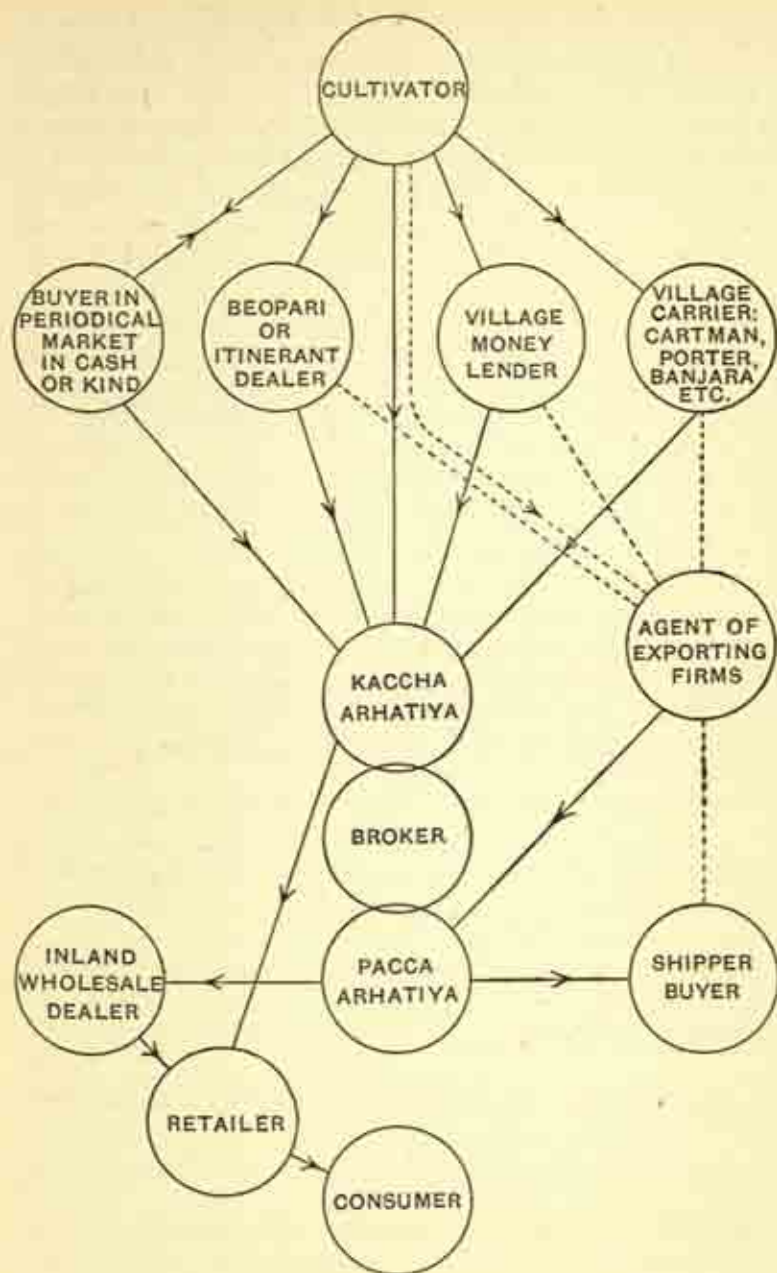 CULTIVATOR
BUYER IN
PERIODICAL
MARKET
IN CASH
OR KIND
BEOPARI
OR
ITINERANT
DEALER
VILLAGE
MONEY
LENDER
VILLAGE
CARRIER:
CARTMAN,
PORTER,
BANJARA
ETC.
KACCHA
ARHATIYA
AGENT OF
EXPORTING
FIRMS
BROKER
INLAND
WHOLESALE
DEALER
PACCA
ARHATIYA
SHIPPER
BUYER
RETAILER
CONSUMER